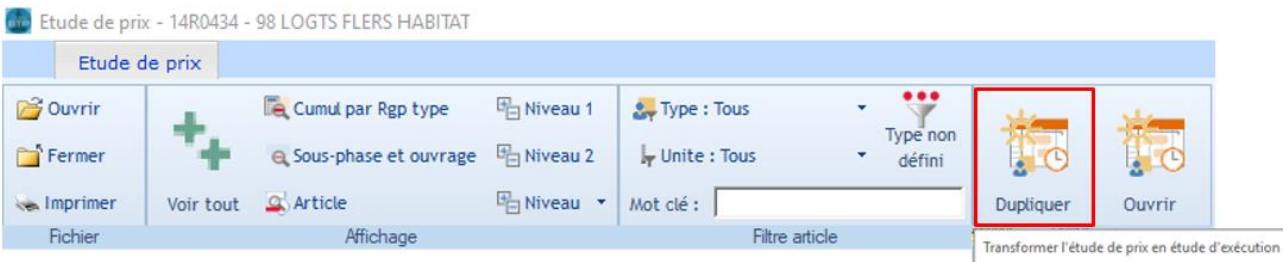 Etude de prix - 14R0434 - 98 LOGTS FLERS HABITAT
Etude de prix
Ouvrir
Fermer
Imprimer
Fichier
Voir tout
Cumul par Rgp type
Sous-phase et ouvrage
Article
Niveau 1
Niveau 2
Niveau
Affichage
Type : Tous
Unite : Tous
Mot clé :
Type non
défini
Filtre article
Dupliquer
Ouvrir
Transformer l'étude de prix en étude d'exécution